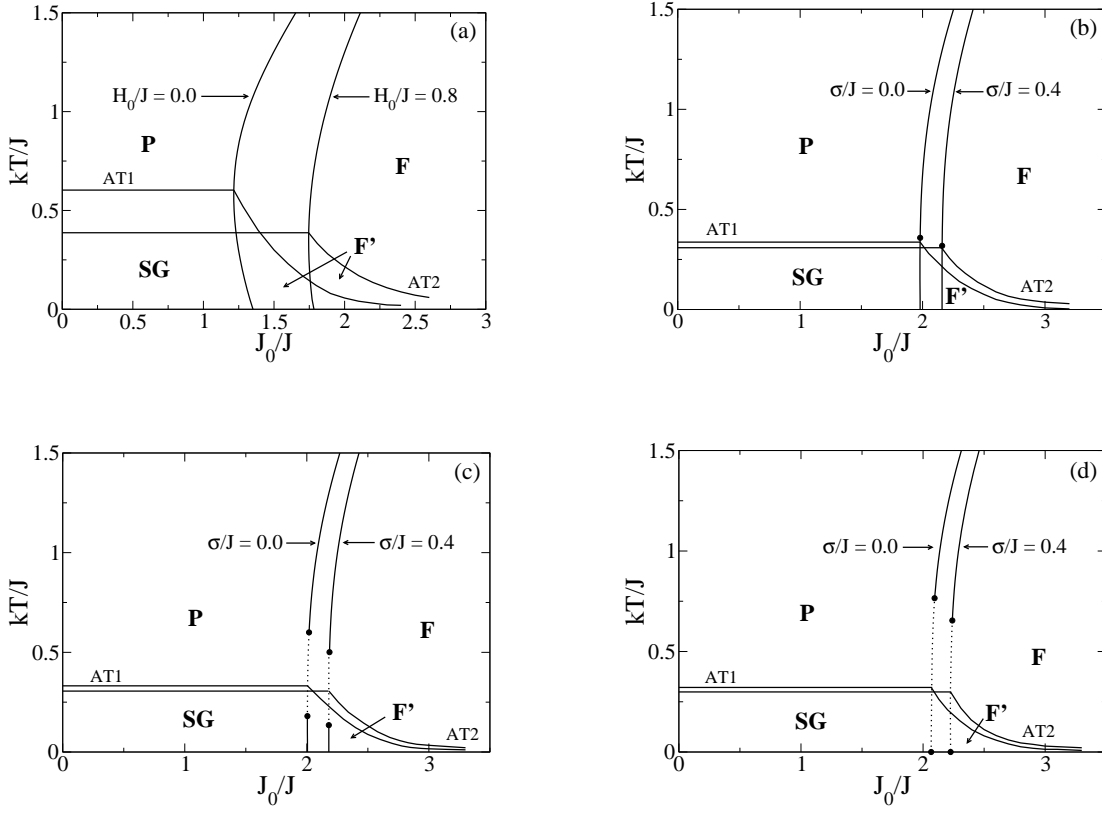 1.5
(a)
H0/J = 0.0
H0/J = 0.8
1
kT/J
P
F
AT1
0.5
F'
SG
AT2
0
0 0.5 1 1.5 2 2.5 3
J0/J
1.5
(b)
σ/J = 0.0
σ/J = 0.4
1
kT/J
P
F
0.5
AT1
SG
F'
AT2
0
0 1 2 3
J0/J
1.5
(c)
σ/J = 0.0
σ/J = 0.4
1
kT/J
P
F
0.5
AT1
SG
F'
AT2
0
0 1 2 3
J0/J
1.5
(d)
σ/J = 0.0
σ/J = 0.4
1
kT/J
P
F
0.5
AT1
SG
F'
AT2
0
0 1 2 3
J0/J